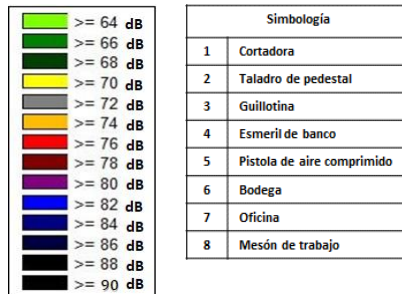 >= 64 dB
>= 66 dB
>= 68 dB
>= 70 dB
>= 72 dB
>= 74 dB
>= 76 dB
>= 78 dB
>= 80 dB
>= 82 dB
>= 84 dB
>= 86 dB
>= 88 dB
>= 90 dB
Simbología
1 Cortadora
2 Taladro de pedestal
3 Guillotina
4 Esmeril de banco
5 Pistola de aire comprimido
6 Bodega
7 Oficina
8 Mesón de trabajo